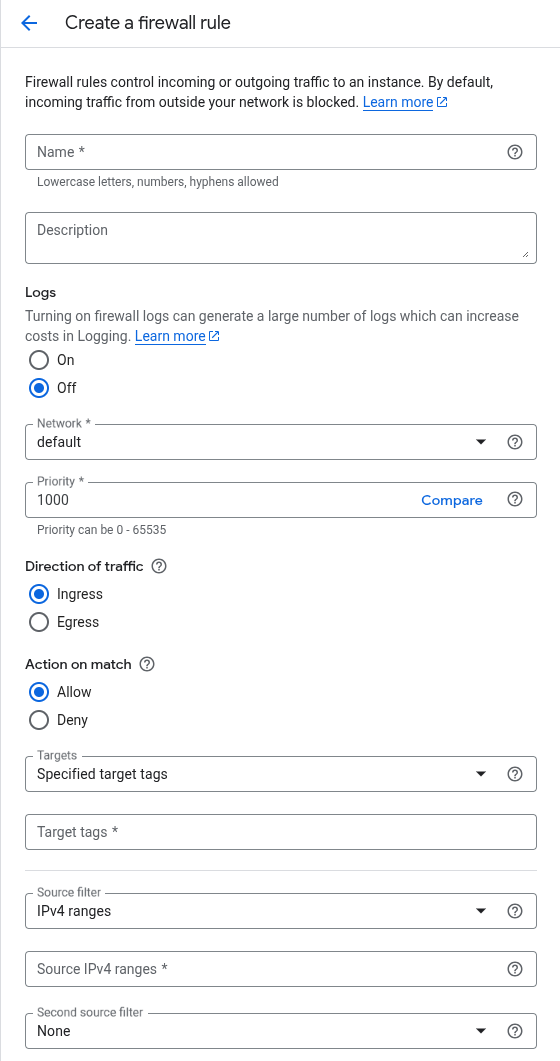 Create a firewall rule
Firewall rules control incoming or outgoing traffic to an instance. By default,
incoming traffic from outside your network is blocked. Learn more
Name *
Lowercase letters, numbers, hyphens allowed
Description
Logs
Turning on firewall logs can generate a large number of logs which can increase
costs in Logging. Learn more
On
Off
Network *
default
Priority *
1000 Compare
Priority can be 0 - 65535
Direction of traffic
Ingress
Egress
Action on match
Allow
Deny
Targets
Specified target tags
Target tags *
Source filter
IPv4 ranges
Source IPv4 ranges *
Second source filter
None